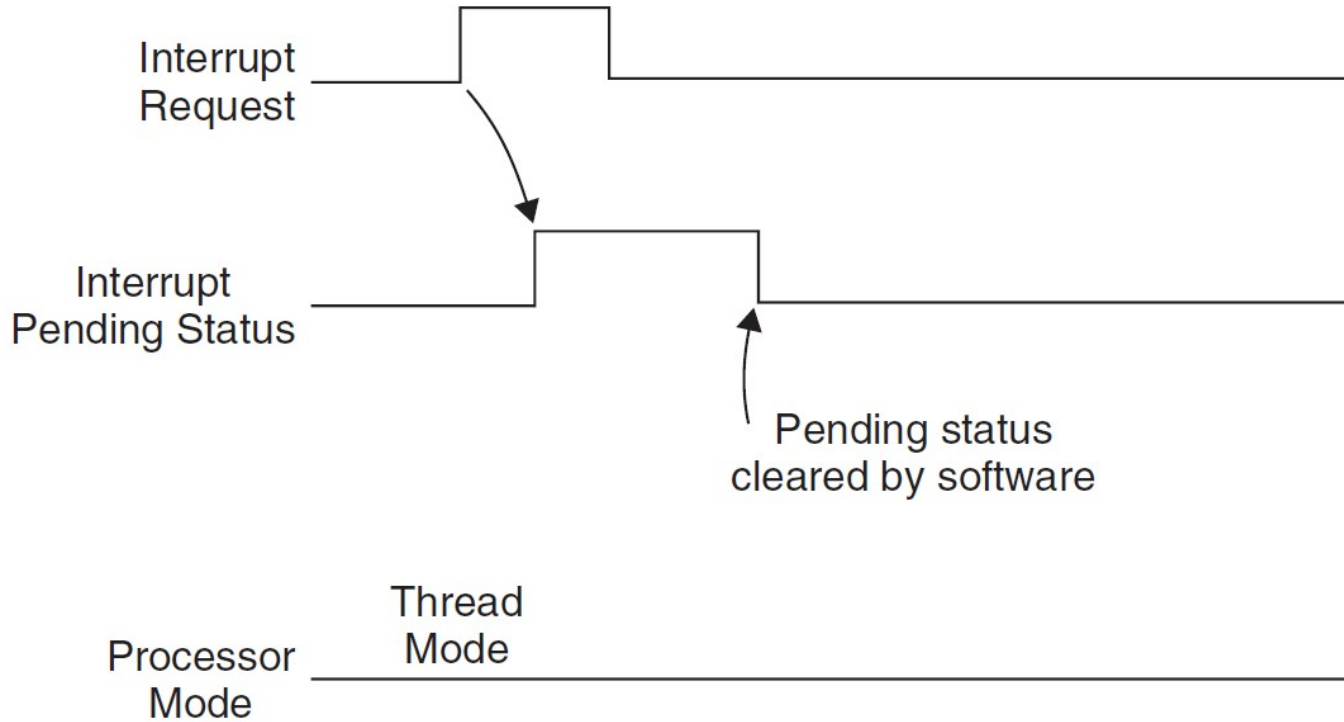 Interrupt
Request
Interrupt
Pending Status
Pending status
cleared by software
Thread
Mode
Processor
Mode